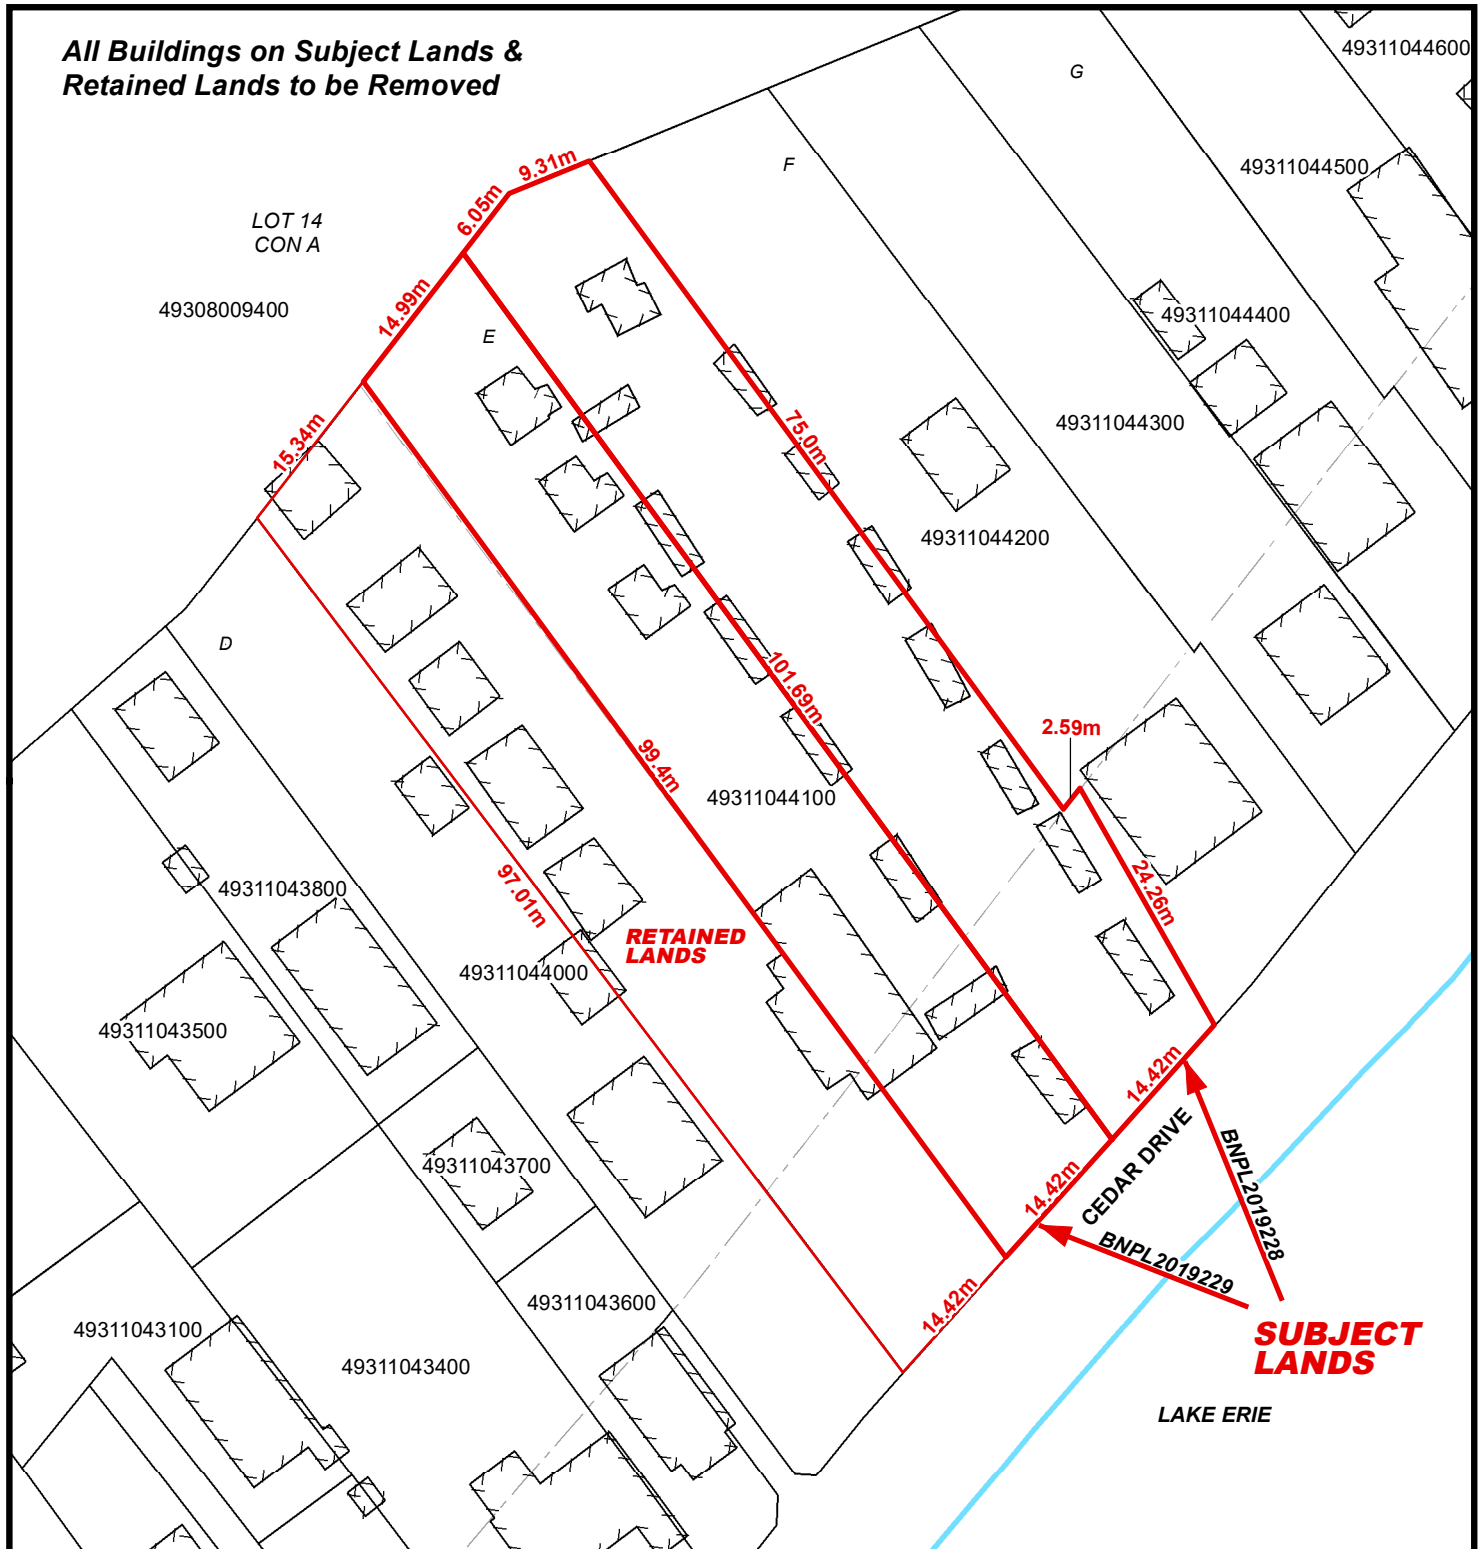 All Buildings on Subject Lands &
Retained Lands to be Removed
49311044600
G
9.31m
F
49311044500
6.05m
LOT 14
CON A
14.99m
49308009400
49311044400
E
75.0m
49311044300
15.34m
49311044200
D
101.69m
2.59m
99.4m
49311044100
97.01m
49311043800
24.26m
RETAINED
LANDS
49311044000
49311043500
14.42m
CEDAR DRIVE
BNPL2019228
49311043700
14.42m
BNPL2019229
49311043600
14.42m
49311043100
SUBJECT
LANDS
49311043400
LAKE ERIE